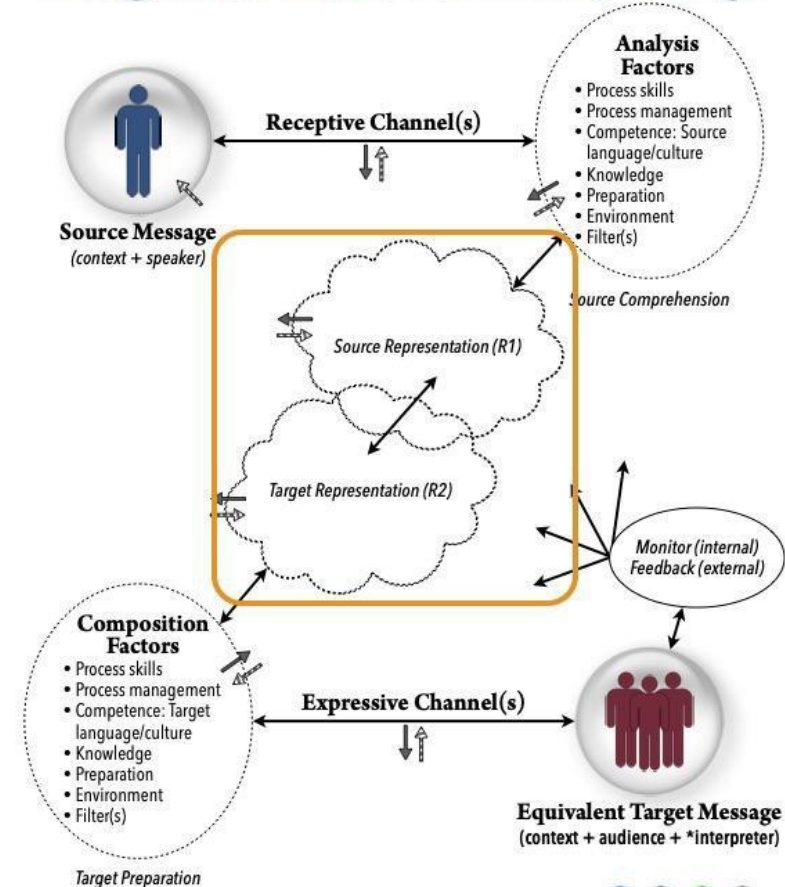 Analysis
Factors
• Process skills
• Process management
• Competence: Source
language/culture
• Knowledge
• Preparation
• Environment
• Filter(s)
Receptive Channel(s)
Source Message
(context + speaker)
Source Comprehension
Source Representation (R1)
Target Representation (R2)
Monitor (internal)
Feedback (external)
Composition
Factors
• Process skills
• Process management
• Competence: Target
language/culture
• Knowledge
• Preparation
• Environment
• Filter(s)
Expressive Channel(s)
Equivalent Target Message
(context + audience + *interpreter)
Target Preparation